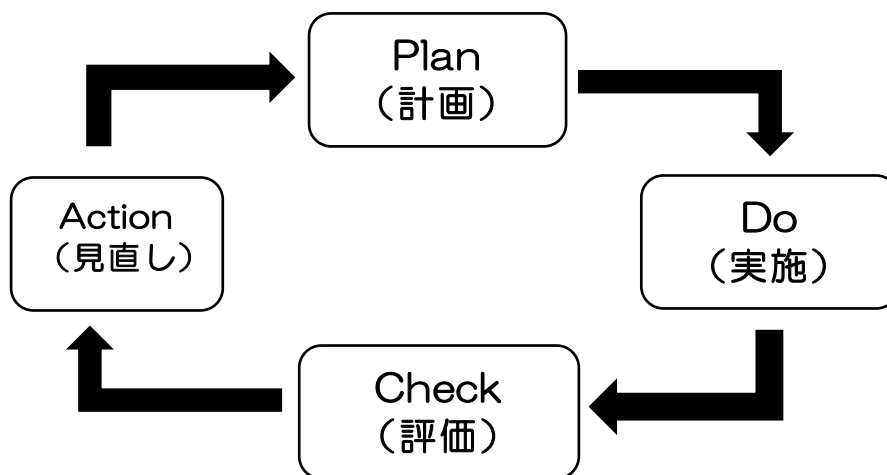 Plan
（計画）
Do
（実施）
Check
（評価）
Action
（見直し）